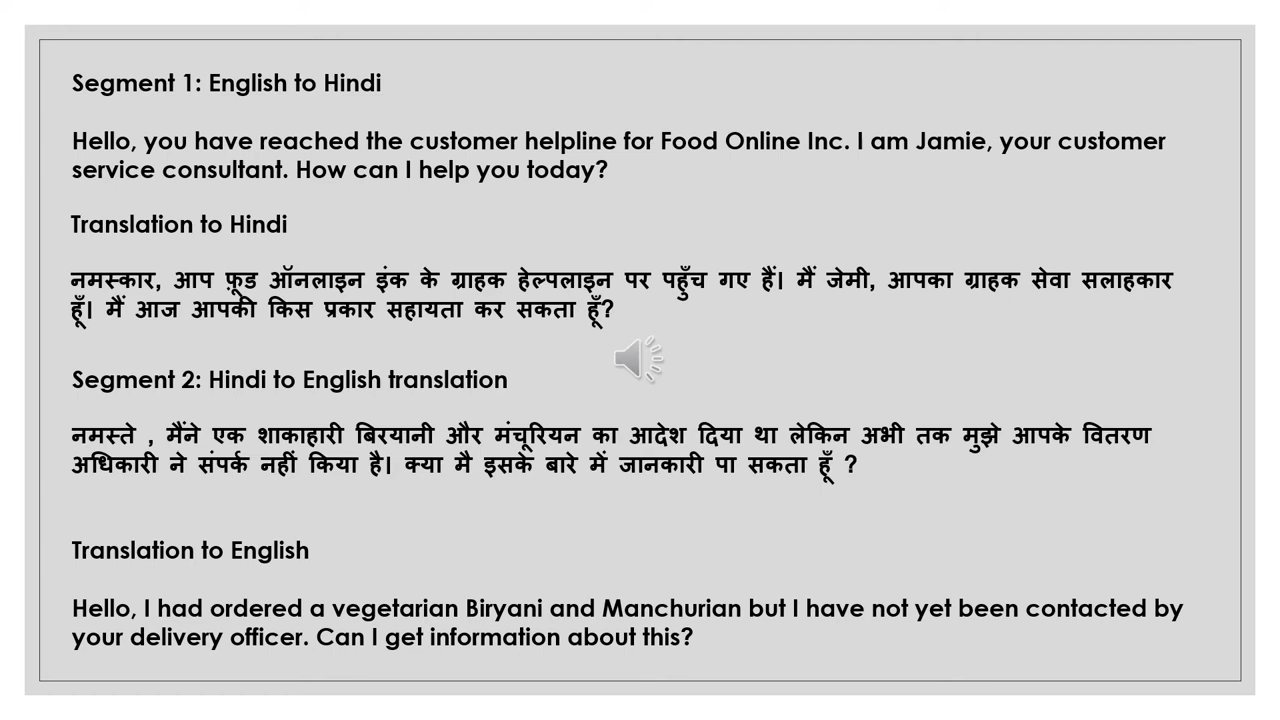 Segment 1: English to Hindi
Hello, you have reached the customer helpline for Food Online Inc. I am Jamie, your customer
service consultant. How can I help you today?
Translation to Hindi
नमस्कार, आप फ़ूड ऑनलाइन इंक के ग्राहक हेल्पलाइन पर पहुँच गए हैं। मैं जेमी, आपका ग्राहक सेवा सलाहकार
हूँ। मैं आज आपकी किस प्रकार सहायता कर सकता हूँ?
Segment 2: Hindi to English translation
नमस्ते , मैंने एक शाकाहारी बिरयानी और मंचूरियन का आदेश दिया था लेकिन अभी तक मुझे आपके वितरण
अधिकारी ने संपर्क नहीं किया है। क्या मै इसके बारे में जानकारी पा सकता हूँ ?
Translation to English
Hello, I had ordered a vegetarian Biryani and Manchurian but I have not yet been contacted by
your delivery officer. Can I get information about this?